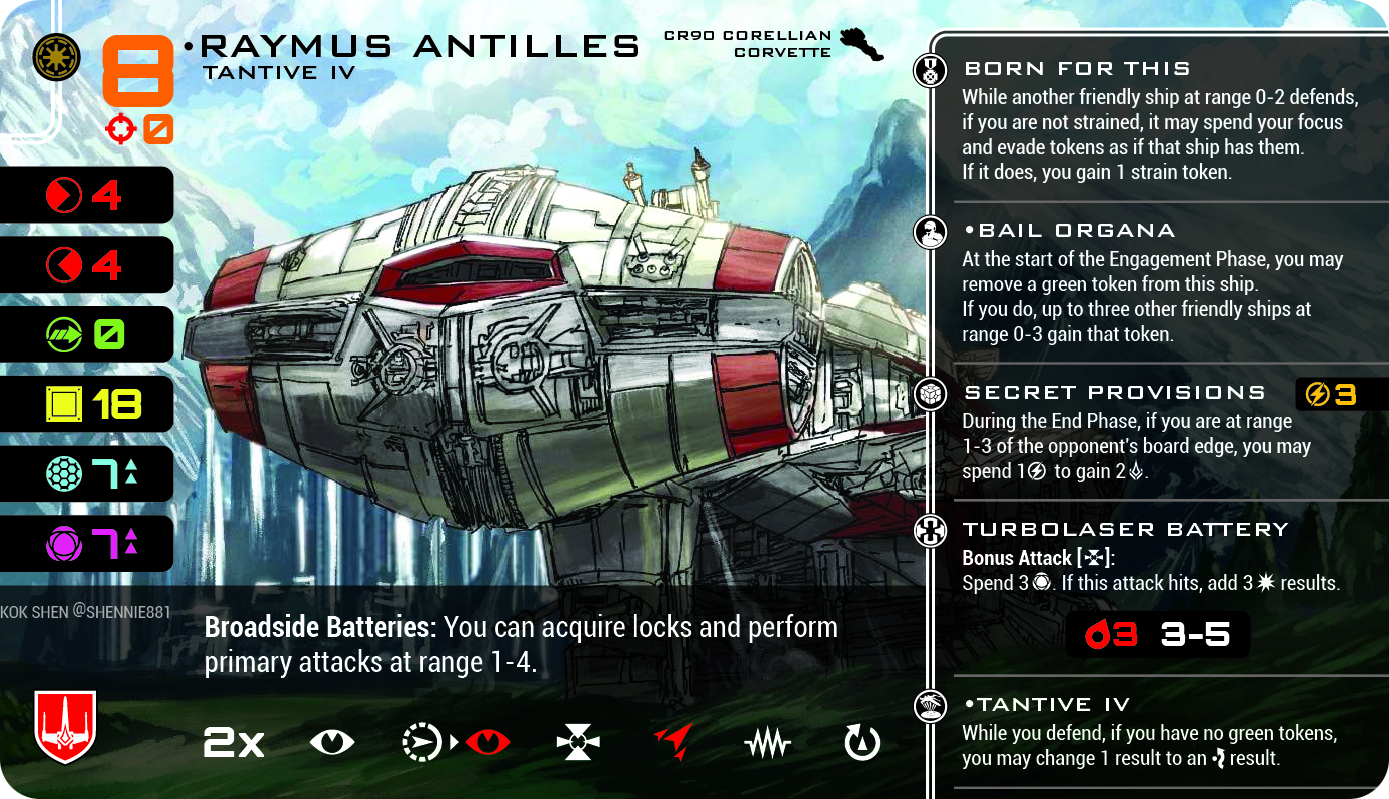 8
•RAYMUS ANTILLES
TANTIVE IV
CR90 CORELLIAN
CORVETTE
0
4
4
0
18
7
7
KOK SHEN @SHENNIE881
Broadside Batteries: You can acquire locks and perform
primary attacks at range 1-4.
2x
BORN FOR THIS
While another friendly ship at range 0-2 defends,
if you are not strained, it may spend your focus
and evade tokens as if that ship has them.
If it does, you gain 1 strain token.
•BAIL ORGANA
At the start of the Engagement Phase, you may
remove a green token from this ship.
If you do, up to three other friendly ships at
range 0-3 gain that token.
SECRET PROVISIONS 3
During the End Phase, if you are at range
1-3 of the opponent's board edge, you may
spend 1 to gain 2 .
TURBOLASER BATTERY
Bonus Attack [ ]:
Spend 3 . If this attack hits, add 3 results.
3 3-5
•TANTIVE IV
While you defend, if you have no green tokens,
you may change 1 result to an result.